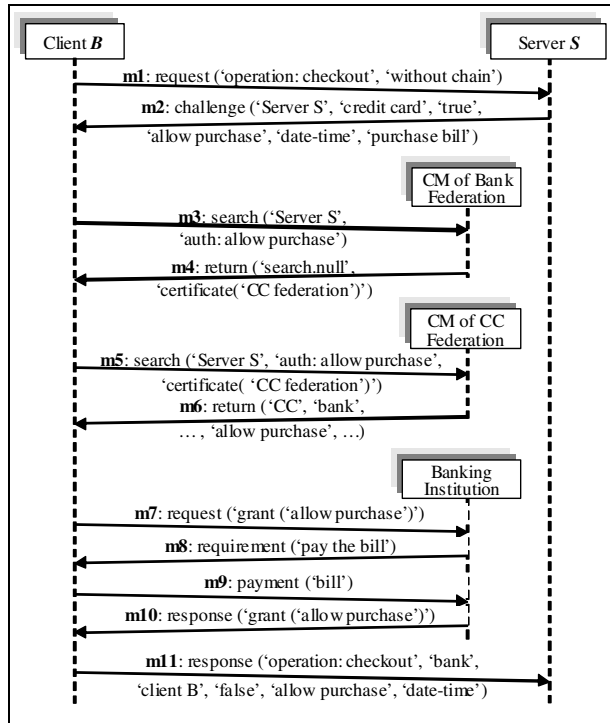 Client B
Server S
m1: request (‘operation: checkout’, ‘without chain’)
m2: challenge (‘Server S’, ‘credit card’, ‘true’,
‘allow purchase’, ‘date-time’, ‘purchase bill’)
CM of Bank
Federation
m3: search (‘Server S’,
‘auth: allow purchase’)
m4: return (‘search.null’,
‘certificate(‘CC federation’)’)
CM of CC
Federation
m5: search (‘Server S’, ‘auth: allow purchase’,
‘certificate( ‘CC federation’)’)
m6: return (‘CC’, ‘bank’,
… , ‘allow purchase’, …)
Banking
Institution
m7: request (‘grant (‘allow purchase’)’)
m8: requirement (‘pay the bill’)
m9: payment (‘bill’)
m10: response (‘grant (‘allow purchase’)’)
m11: response (‘operation: checkout’, ‘bank’,
‘client B’, ‘false’, ‘allow purchase’, ‘date-time’)